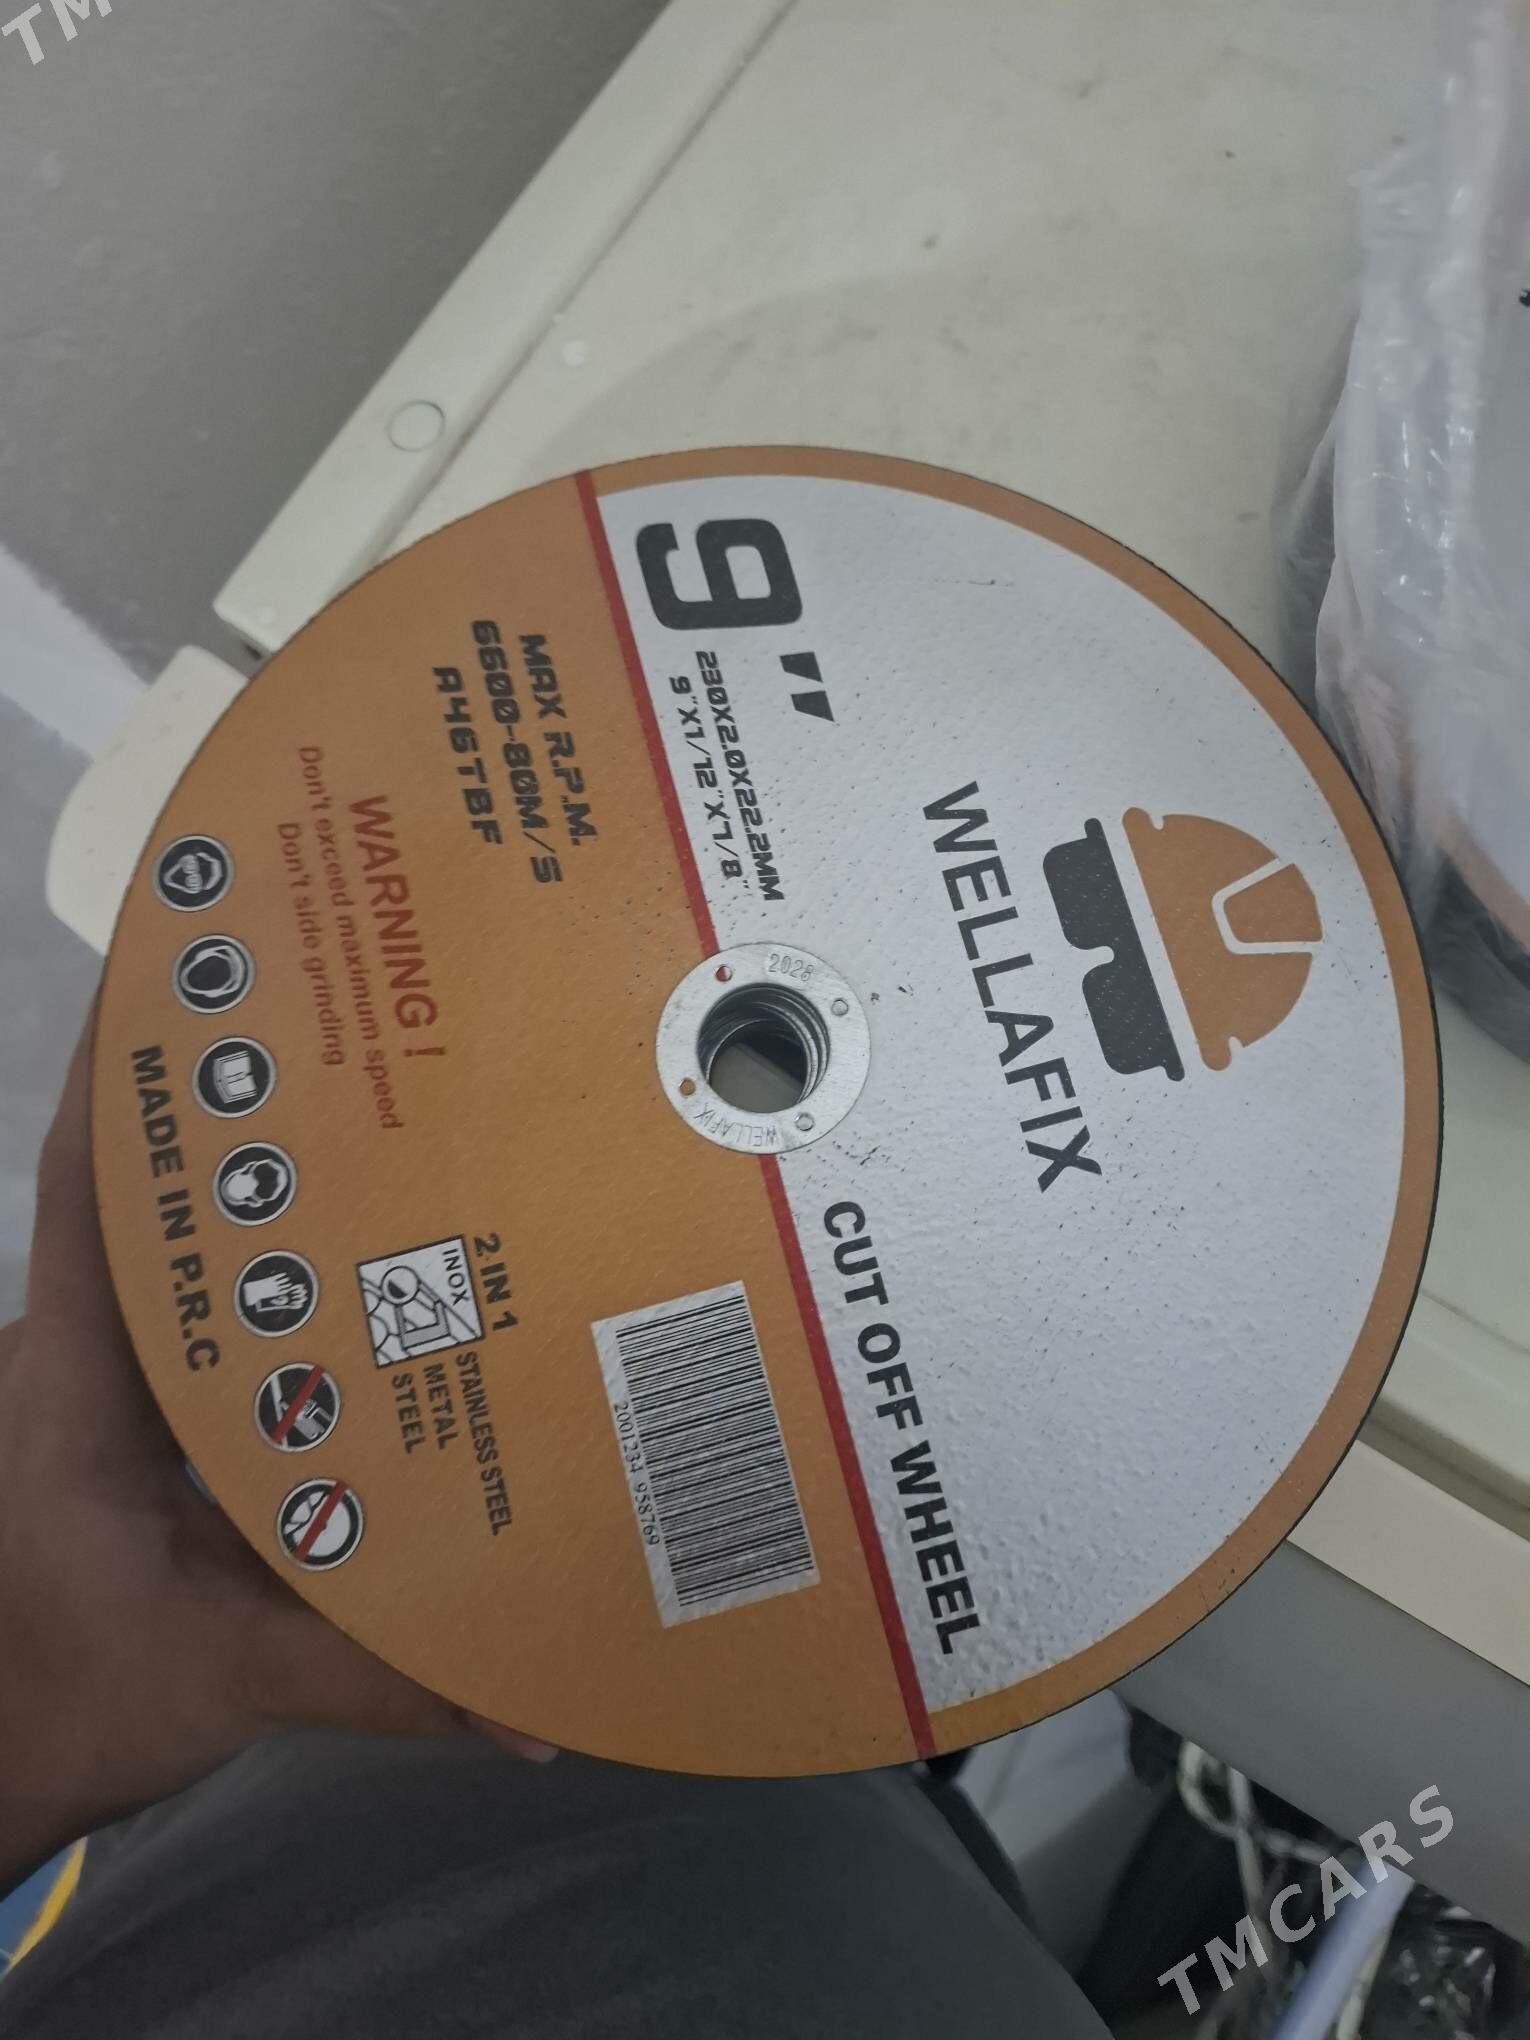 WELLAFIX
9"
230X2.0X22.2MM
9"X1/12"X7/8"
CUT OFF WHEEL
2028
WELLAFIX
MAX R.P.M.
6600-80M/S
A46TBF
WARNING!
Don't exceed maximum speed
Don't side grinding
2 IN 1
INOX
STAINLESS STEEL
METAL
STEEL
2001234 958769
MADE IN P.R.C
TMCARS
TM